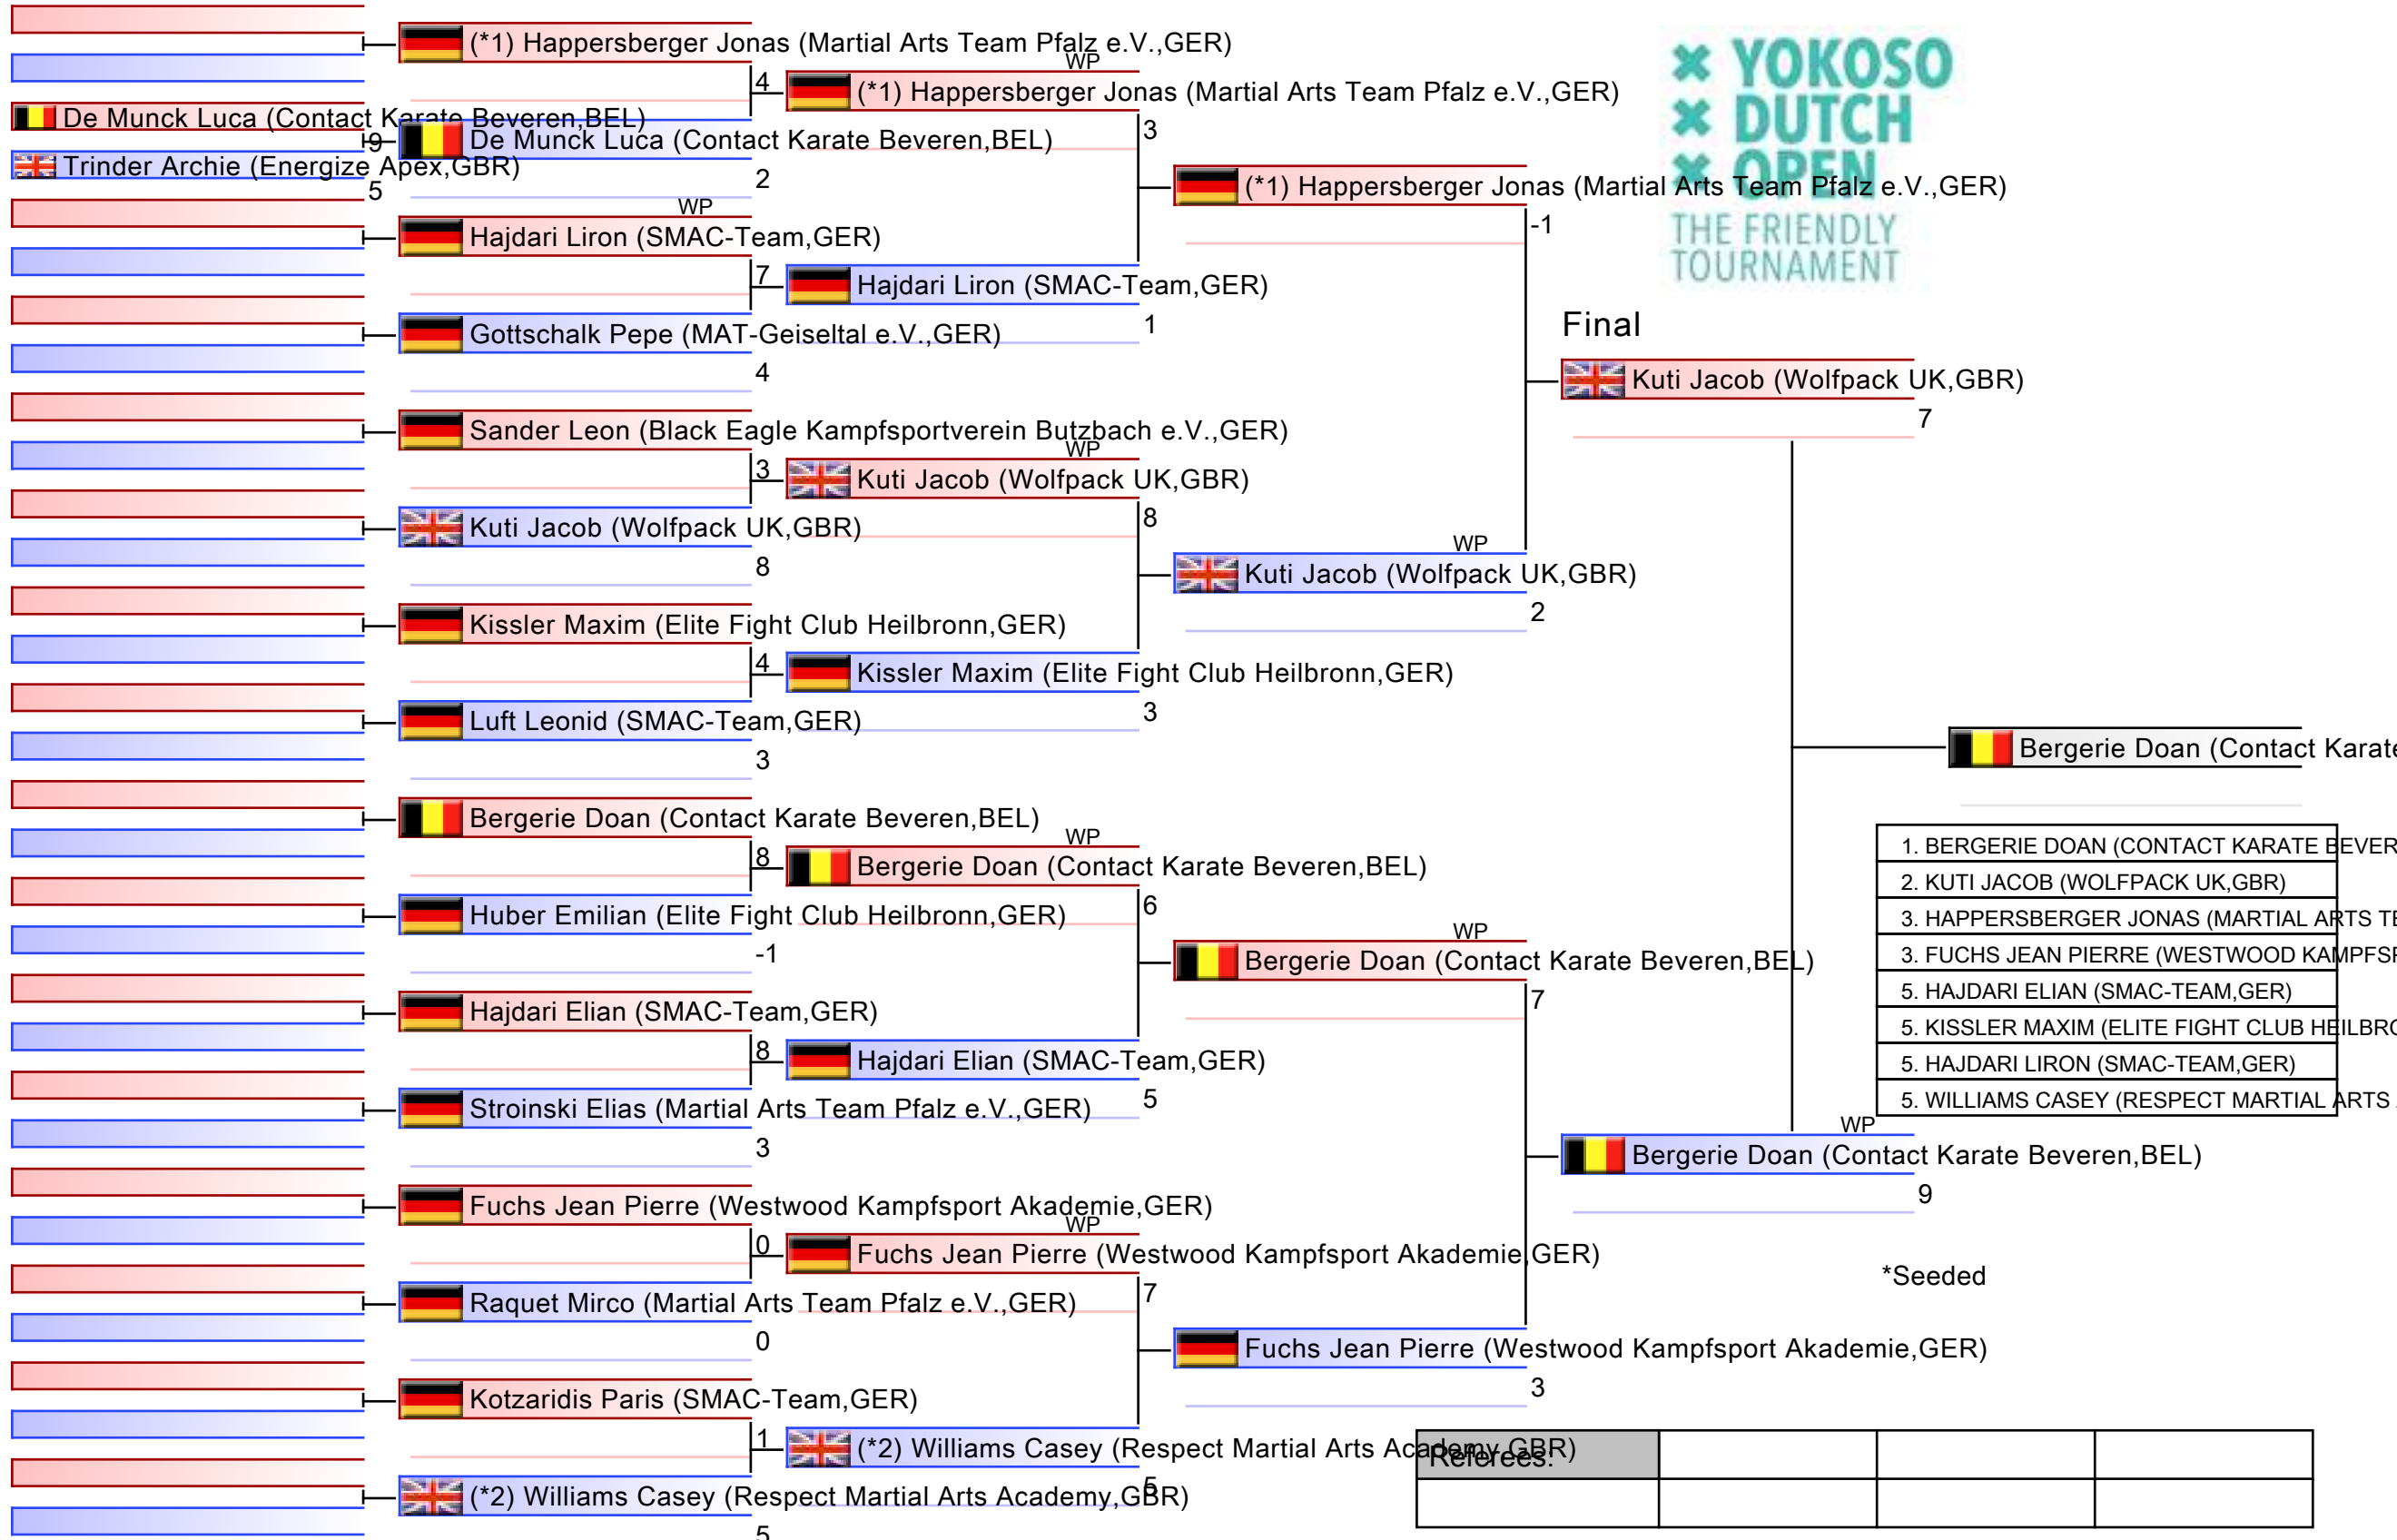 De Munck Luca (Contact Karate Beveren,BEL)
9
Trinder Archie (Energize Apex,GBR)
5
(*1) Happersberger Jonas (Martial Arts Team Pfalz e.V.,GER)
4
De Munck Luca (Contact Karate Beveren,BEL)
2
WP
Hajdari Liron (SMAC-Team,GER)
7
Gottschalk Pepe (MAT-Geiseltal e.V.,GER)
4
Sander Leon (Black Eagle Kampfsportverein Butzbach e.V.,GER)
3
Kuti Jacob (Wolfpack UK,GBR)
8
Kissler Maxim (Elite Fight Club Heilbronn,GER)
4
Luft Leonid (SMAC-Team,GER)
3
Bergerie Doan (Contact Karate Beveren,BEL)
8
Huber Emilian (Elite Fight Club Heilbronn,GER)
-1
Hajdari Elian (SMAC-Team,GER)
8
Stroinski Elias (Martial Arts Team Pfalz e.V.,GER)
3
Fuchs Jean Pierre (Westwood Kampfsport Akademie,GER)
0
Raquet Mirco (Martial Arts Team Pfalz e.V.,GER)
0
Kotzaridis Paris (SMAC-Team,GER)
1
(*2) Williams Casey (Respect Martial Arts Academy,GBR)
5
WP
(*1) Happersberger Jonas (Martial Arts Team Pfalz e.V.,GER)
3
Hajdari Liron (SMAC-Team,GER)
1
WP
Kuti Jacob (Wolfpack UK,GBR)
8
Kissler Maxim (Elite Fight Club Heilbronn,GER)
3
WP
Bergerie Doan (Contact Karate Beveren,BEL)
6
Hajdari Elian (SMAC-Team,GER)
5
WP
Fuchs Jean Pierre (Westwood Kampfsport Akademie,GER)
7
(*2) Williams Casey (Respect Martial Arts Academy,GBR)
5
(*1) Happersberger Jonas (Martial Arts Team Pfalz e.V.,GER)
-1
WP
Kuti Jacob (Wolfpack UK,GBR)
2
WP
Bergerie Doan (Contact Karate Beveren,BEL)
7
Fuchs Jean Pierre (Westwood Kampfsport Akademie,GER)
3
YOKOSO
DUTCH
OPEN
THE FRIENDLY
TOURNAMENT
Final
Kuti Jacob (Wolfpack UK,GBR)
7
WP
Bergerie Doan (Contact Karate Beveren,BEL)
9
Bergerie Doan (Contact Karate
1. BERGERIE DOAN (CONTACT KARATE BEVER
2. KUTI JACOB (WOLFPACK UK,GBR)
3. HAPPERSBERGER JONAS (MARTIAL ARTS TE
3. FUCHS JEAN PIERRE (WESTWOOD KAMPFSP
5. HAJDARI ELIAN (SMAC-TEAM,GER)
5. KISSLER MAXIM (ELITE FIGHT CLUB HEILBRO
5. HAJDARI LIRON (SMAC-TEAM,GER)
5. WILLIAMS CASEY (RESPECT MARTIAL ARTS
*Seeded
Referees: